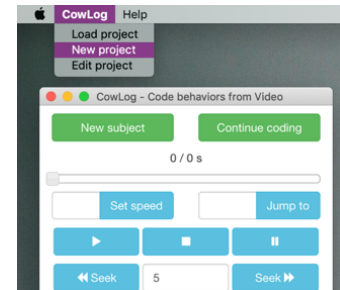 CowLog Help
Load project
New project
Edit project
CowLog - Code behaviors from Video
New subject Continue coding
0 / 0 s
Set speed Jump to
Seek 5 Seek